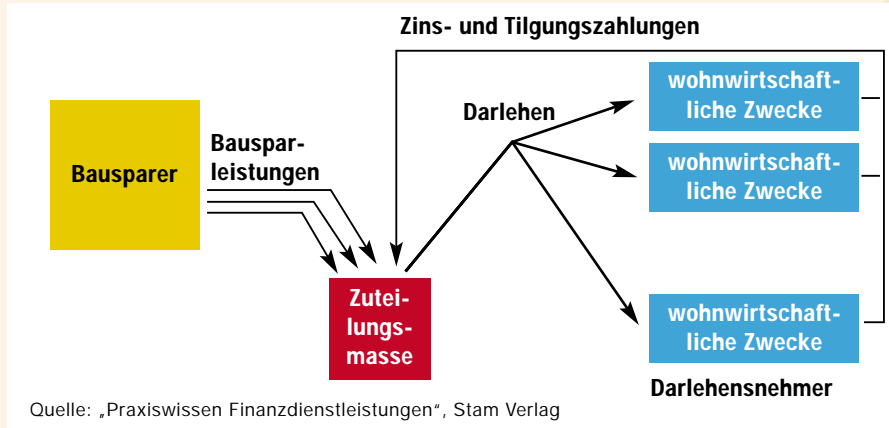 Zins- und Tilgungszahlungen
Bausparer
Bauspar-
leistungen
Darlehen
wohnwirtschaft-
liche Zwecke
wohnwirtschaft-
liche Zwecke
Zutei-
lungs-
masse
wohnwirtschaft-
liche Zwecke
Darlehensnehmer
Quelle: „Praxiswissen Finanzdienstleistungen“, Stam Verlag